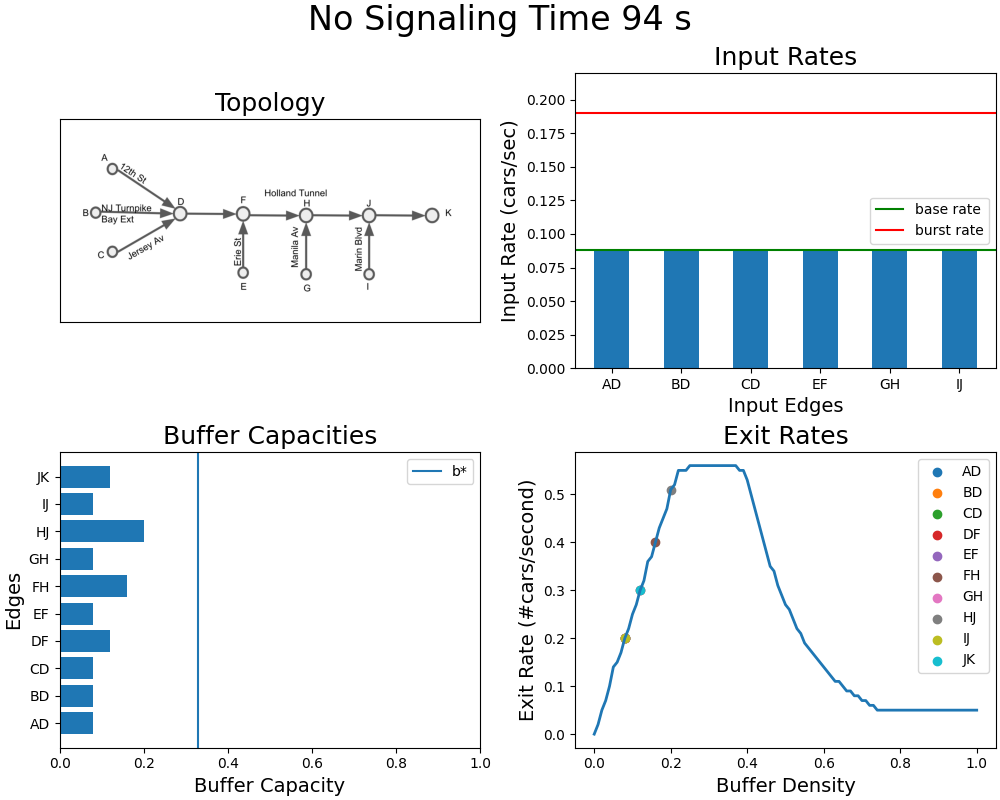 No Signaling Time 94 s
Topology
A
12th St
B
NJ Turnpike
Bay Ext
C
Jersey Av
D
F
Holland Tunnel
H
J
K
Erie St
Manila Av
Marin Blvd
E
G
I
Input Rates
Input Rate (cars/sec)
0.200
0.175
0.150
0.125
0.100
0.075
0.050
0.025
0.000
base rate
burst rate
AD BD CD EF GH IJ
Input Edges
Buffer Capacities
Edges
JK
IJ
HJ
GH
FH
EF
DF
CD
BD
AD
b*
0.0 0.2 0.4 0.6 0.8 1.0
Buffer Capacity
Exit Rates
Exit Rate (#cars/second)
0.5
0.4
0.3
0.2
0.1
0.0
AD
BD
CD
DF
EF
FH
GH
HJ
IJ
JK
0.0 0.2 0.4 0.6 0.8 1.0
Buffer Density